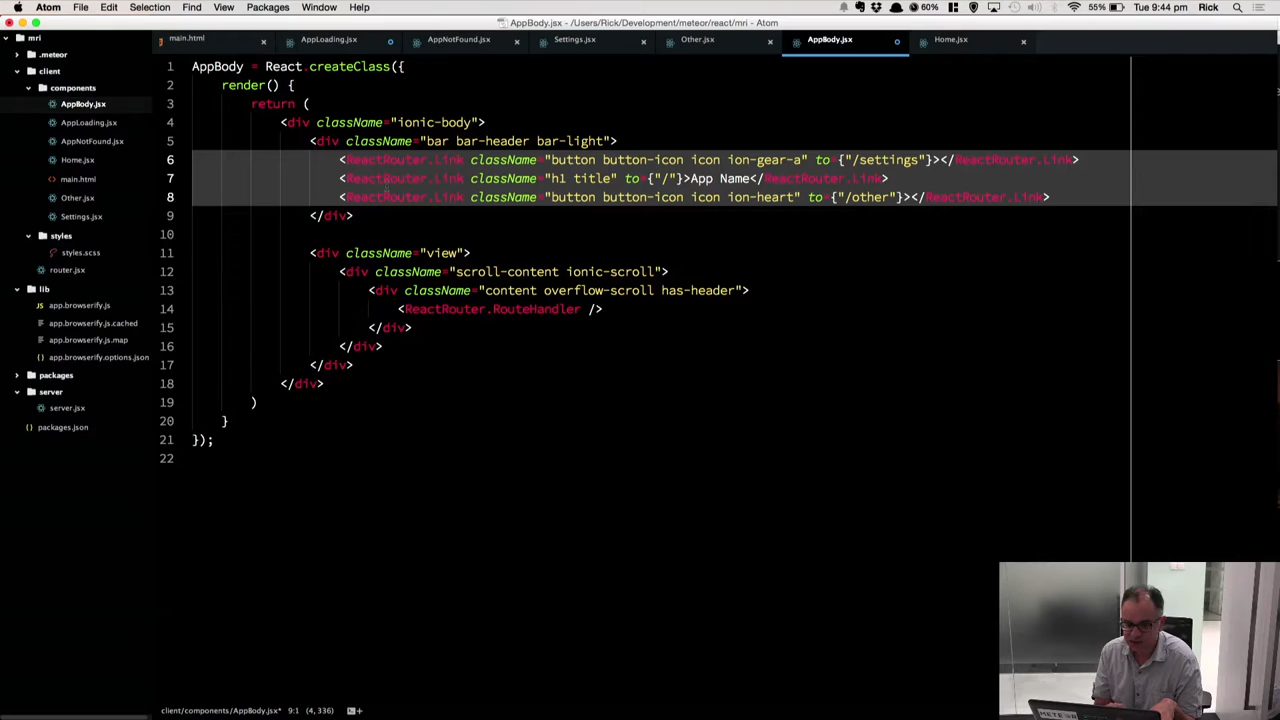 Atom File Edit View Selection Find Packages Window Help 60% 55% Tue 9:44 pm Rick
AppBody.jsx - /Users/Rick/Development/meteor/react/mri - Atom
mri
.meteor
client
components
AppBody.jsx
AppLoading.jsx
AppNotFound.jsx
Home.jsx
main.html
Other.jsx
Settings.jsx
styles
styles.scss
router.jsx
lib
app.browserify.js
app.browserify.js.cached
app.browserify.js.map
app.browserify.options.json
packages
server
server.jsx
packages.json
main.html AppLoading.jsx AppNotFound.jsx Settings.jsx Other.jsx AppBody.jsx Home.jsx
1 AppBody = React.createClass({
2 render() {
3 return (
4 <div className="ionic-body">
5 <div className="bar bar-header bar-light">
6 <ReactRouter.Link className="button button-icon icon ion-gear-a" to={"/settings"}></ReactRouter.Link>
7 <ReactRouter.Link className="h1 title" to={"/"}>App Name</ReactRouter.Link>
8 <ReactRouter.Link className="button button-icon icon ion-heart" to={"/other"}></ReactRouter.Link>
9 </div>
10
11 <div className="view">
12 <div className="scroll-content ionic-scroll">
13 <div className="content overflow-scroll has-header">
14 <ReactRouter.RouteHandler />
15 </div>
16 </div>
17 </div>
18 </div>
19 )
20 }
21 });
22
client/components/AppBody.jsx* 9:1 (4, 336)
METEOR